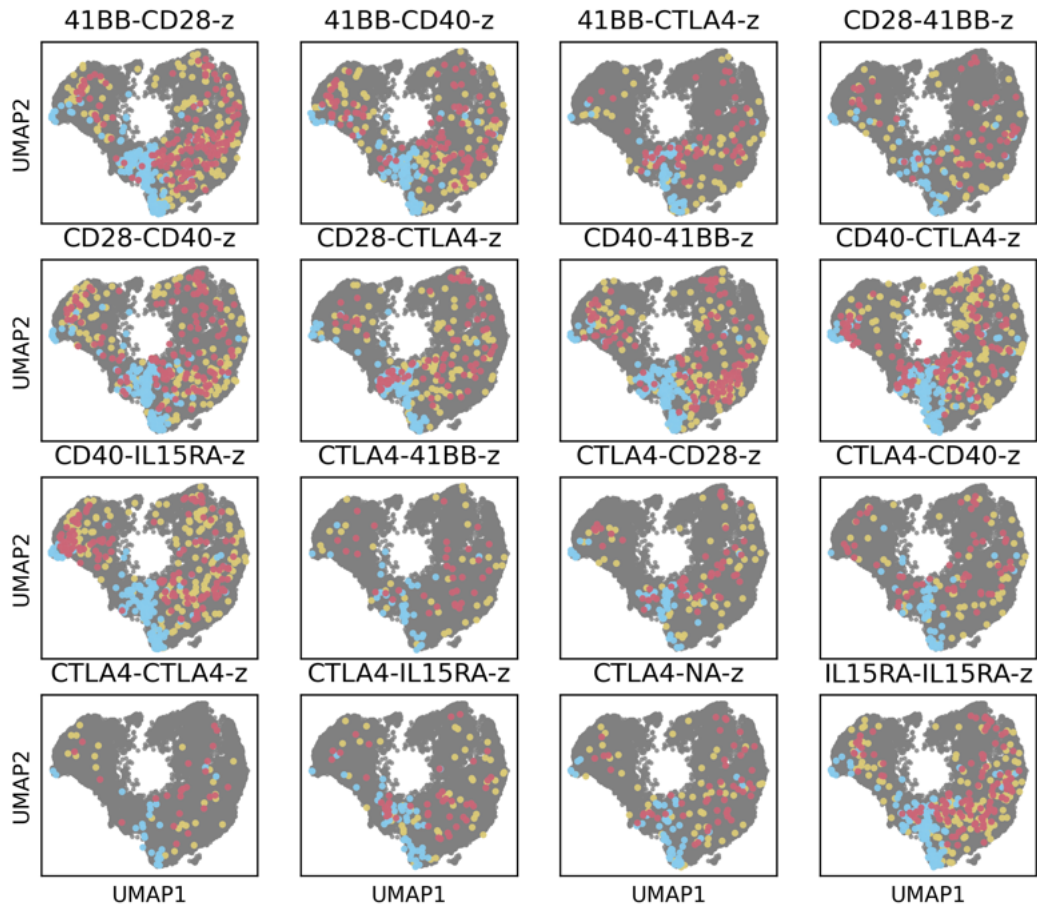 41BB-CD28-z 41BB-CD40-z 41BB-CTLA4-z CD28-41BB-z
UMAP2
CD28-CD40-z CD28-CTLA4-z CD40-41BB-z CD40-CTLA4-z
UMAP2
CD40-IL15RA-z CTLA4-41BB-z CTLA4-CD28-z CTLA4-CD40-z
UMAP2
CTLA4-CTLA4-z CTLA4-IL15RA-z CTLA4-NA-z IL15RA-IL15RA-z
UMAP2
UMAP1 UMAP1 UMAP1 UMAP1